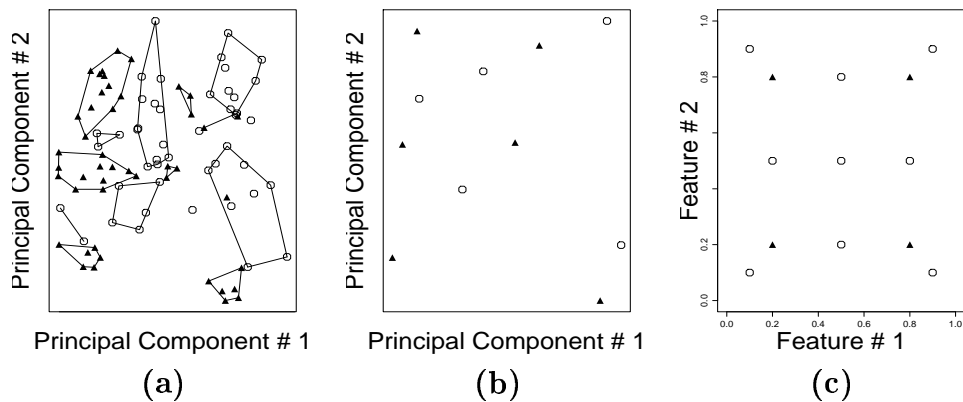 Principal Component # 2
Principal Component # 1
(a)
Principal Component # 2
Principal Component # 1
(b)
Feature # 2
1.0
0.8
0.6
0.4
0.2
0.0
0.0
0.2
0.4
0.6
0.8
1.0
Feature # 1
(c)